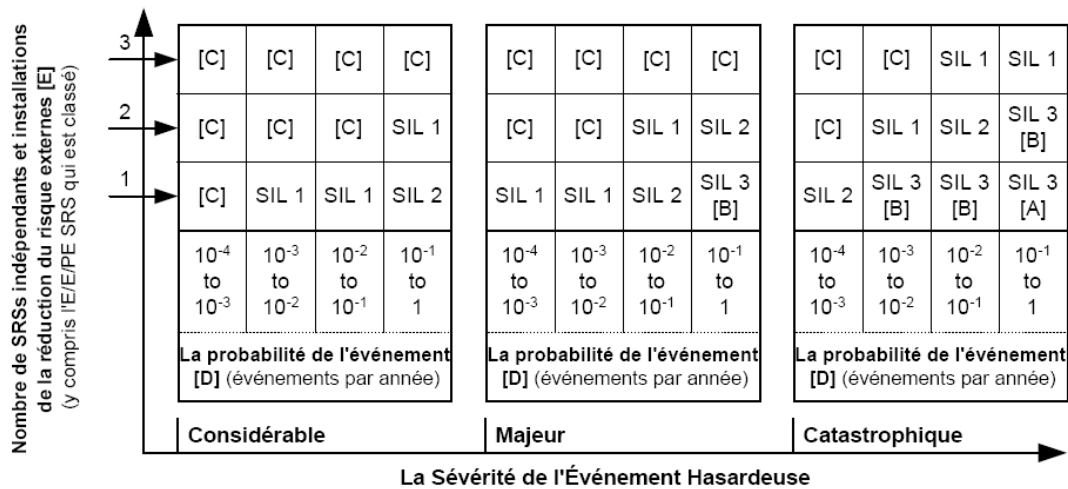 Nombre de SRSs indépendants et installations
de la réduction du risque externes [E]
(y compris l'E/E/PE SRS qui est classé)
3
[C] [C] [C] [C] [C] [C] [C] [C] [C] [C] SIL 1 SIL 1
2
[C] [C] [C] SIL 1 [C] [C] SIL 1 SIL 2 [C] SIL 1 SIL 2 SIL 3
[B]
1
[C] SIL 1 SIL 1 SIL 2 SIL 1 SIL 1 SIL 2 SIL 3 SIL 2 SIL 3 SIL 3 SIL 3
[B] [B] [B] [A]
10⁻⁴ 10⁻³ 10⁻² 10⁻¹ 10⁻⁴ 10⁻³ 10⁻² 10⁻¹ 10⁻⁴ 10⁻³ 10⁻² 10⁻¹
to to to to to to to to to to to to
10⁻³ 10⁻² 10⁻¹ 1 10⁻³ 10⁻² 10⁻¹ 1 10⁻³ 10⁻² 10⁻¹ 1
La probabilité de l'événement La probabilité de l'événement La probabilité de l'événement
[D] (événements par année) [D] (événements par année) [D] (événements par année)
Considérable Majeur Catastrophique
La Sévérité de l'Événement Hasardeuse